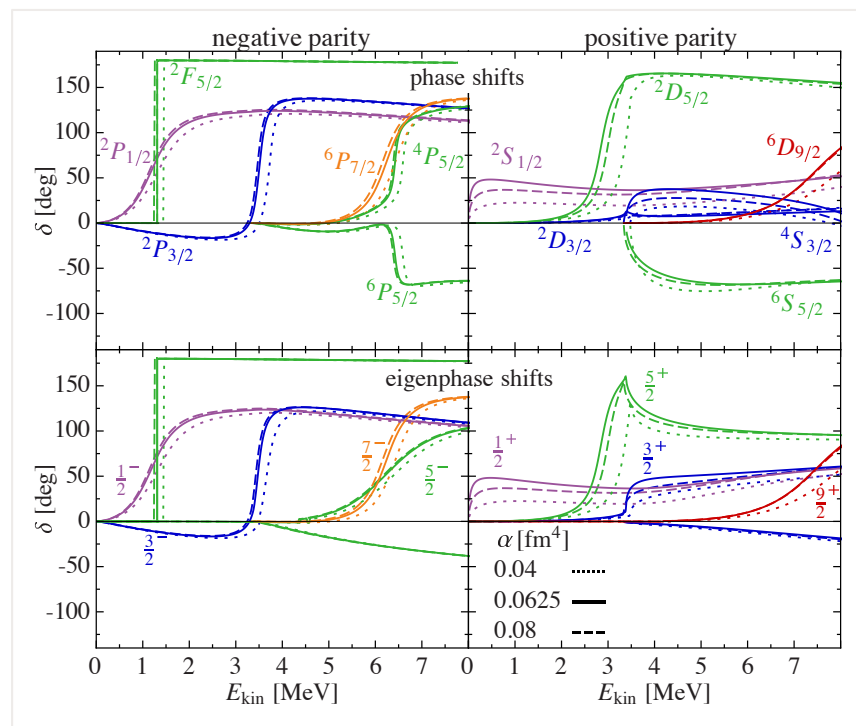 negative parity
positive parity
phase shifts
δ [deg]
150
100
50
0
-50
-100
²F₅/₂
²P₁/₂
²P₃/₂
⁶P₇/₂
⁴P₅/₂
⁶P₅/₂
²S₁/₂
²D₅/₂
⁶D₉/₂
²D₃/₂
⁴S₃/₂
⁶S₅/₂
eigenphase shifts
δ [deg]
150
100
50
0
-50
-100
1/2⁻
3/2⁻
7/2⁻
5/2⁻
1/2⁺
5/2⁺
3/2⁺
9/2⁺
α [fm⁴]
0.04
0.0625
0.08
0 1 2 3 4 5 6 7 0 1 2 3 4 5 6 7
E_kin [MeV]
E_kin [MeV]